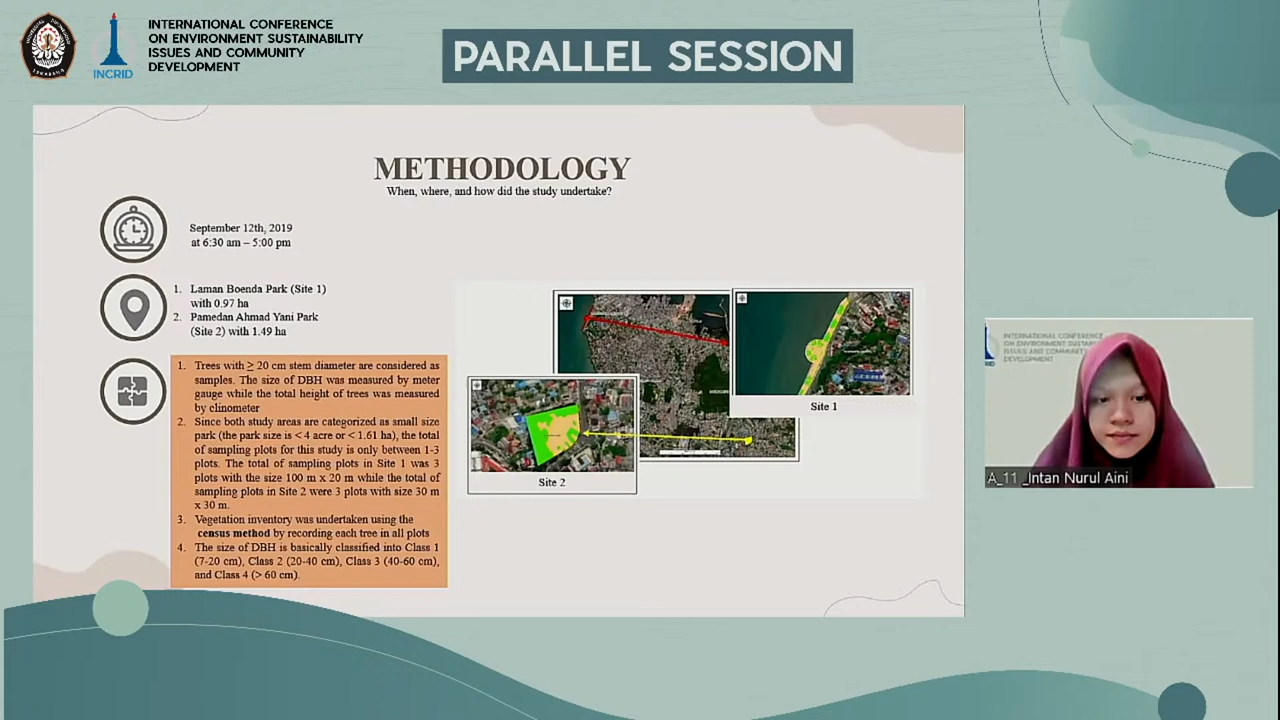 INTERNATIONAL CONFERENCE
ON ENVIRONMENT SUSTAINABILITY
ISSUES AND COMMUNITY
DEVELOPMENT
INCRID
PARALLEL SESSION
METHODOLOGY
When, where, and how did the study undertake?
September 12th, 2019
at 6:30 am – 5:00 pm
1. Laman Boenda Park (Site 1)
with 0.97 ha
2. Pamedan Ahmad Yani Park
(Site 2) with 1.49 ha
1. Trees with ≥ 20 cm stem diameter are considered as
samples. The size of DBH was measured by meter
gauge while the total height of trees was measured
by clinometer
2. Since both study areas are categorized as small size
park (the park size is < 4 acre or < 1.61 ha), the total
of sampling plots for this study is only between 1-3
plots. The total of sampling plots in Site 1 was 3
plots with the size 100 m x 20 m while the total of
sampling plots in Site 2 were 3 plots with size 30 m
x 30 m.
3. Vegetation inventory was undertaken using the
census method by recording each tree in all plots
4. The size of DBH is basically classified into Class 1
(7-20 cm), Class 2 (20-40 cm), Class 3 (40-60 cm),
and Class 4 (> 60 cm).
Site 1
Site 2
INTERNATIONAL CONFERENCE
ON ENVIRONMENT
ISSUES AND COMMUNITY
DEVELOPMENT
A_11 _Intan Nurul Aini